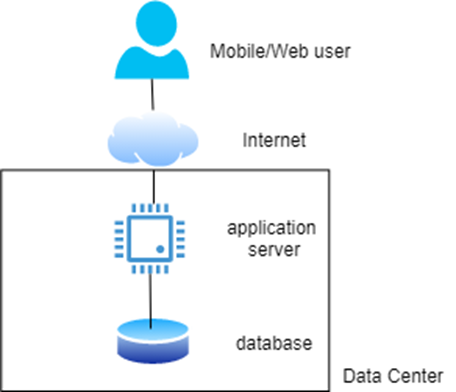 Mobile/Web user
Internet
application
server
database
Data Center